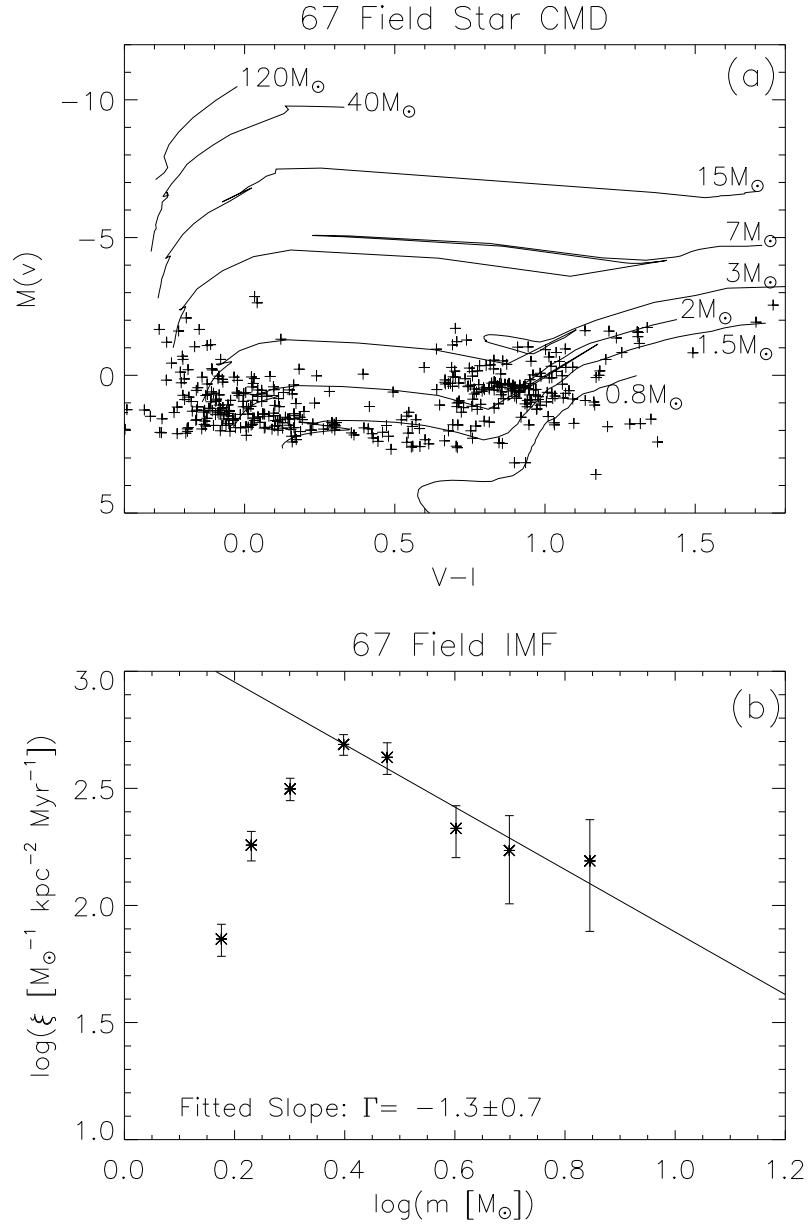 67 Field Star CMD
(a)
120M⊙
40M⊙
15M⊙
7M⊙
3M⊙
2M⊙
1.5M⊙
0.8M⊙
−10
−5
0
5
M(v)
0.0 0.5 1.0 1.5
V−I
67 Field IMF
(b)
3.0
2.5
2.0
1.5
1.0
log(ξ [M⊙⁻¹ kpc⁻² Myr⁻¹])
Fitted Slope: Γ= −1.3±0.7
0.0 0.2 0.4 0.6 0.8 1.0 1.2
log(m [M⊙])